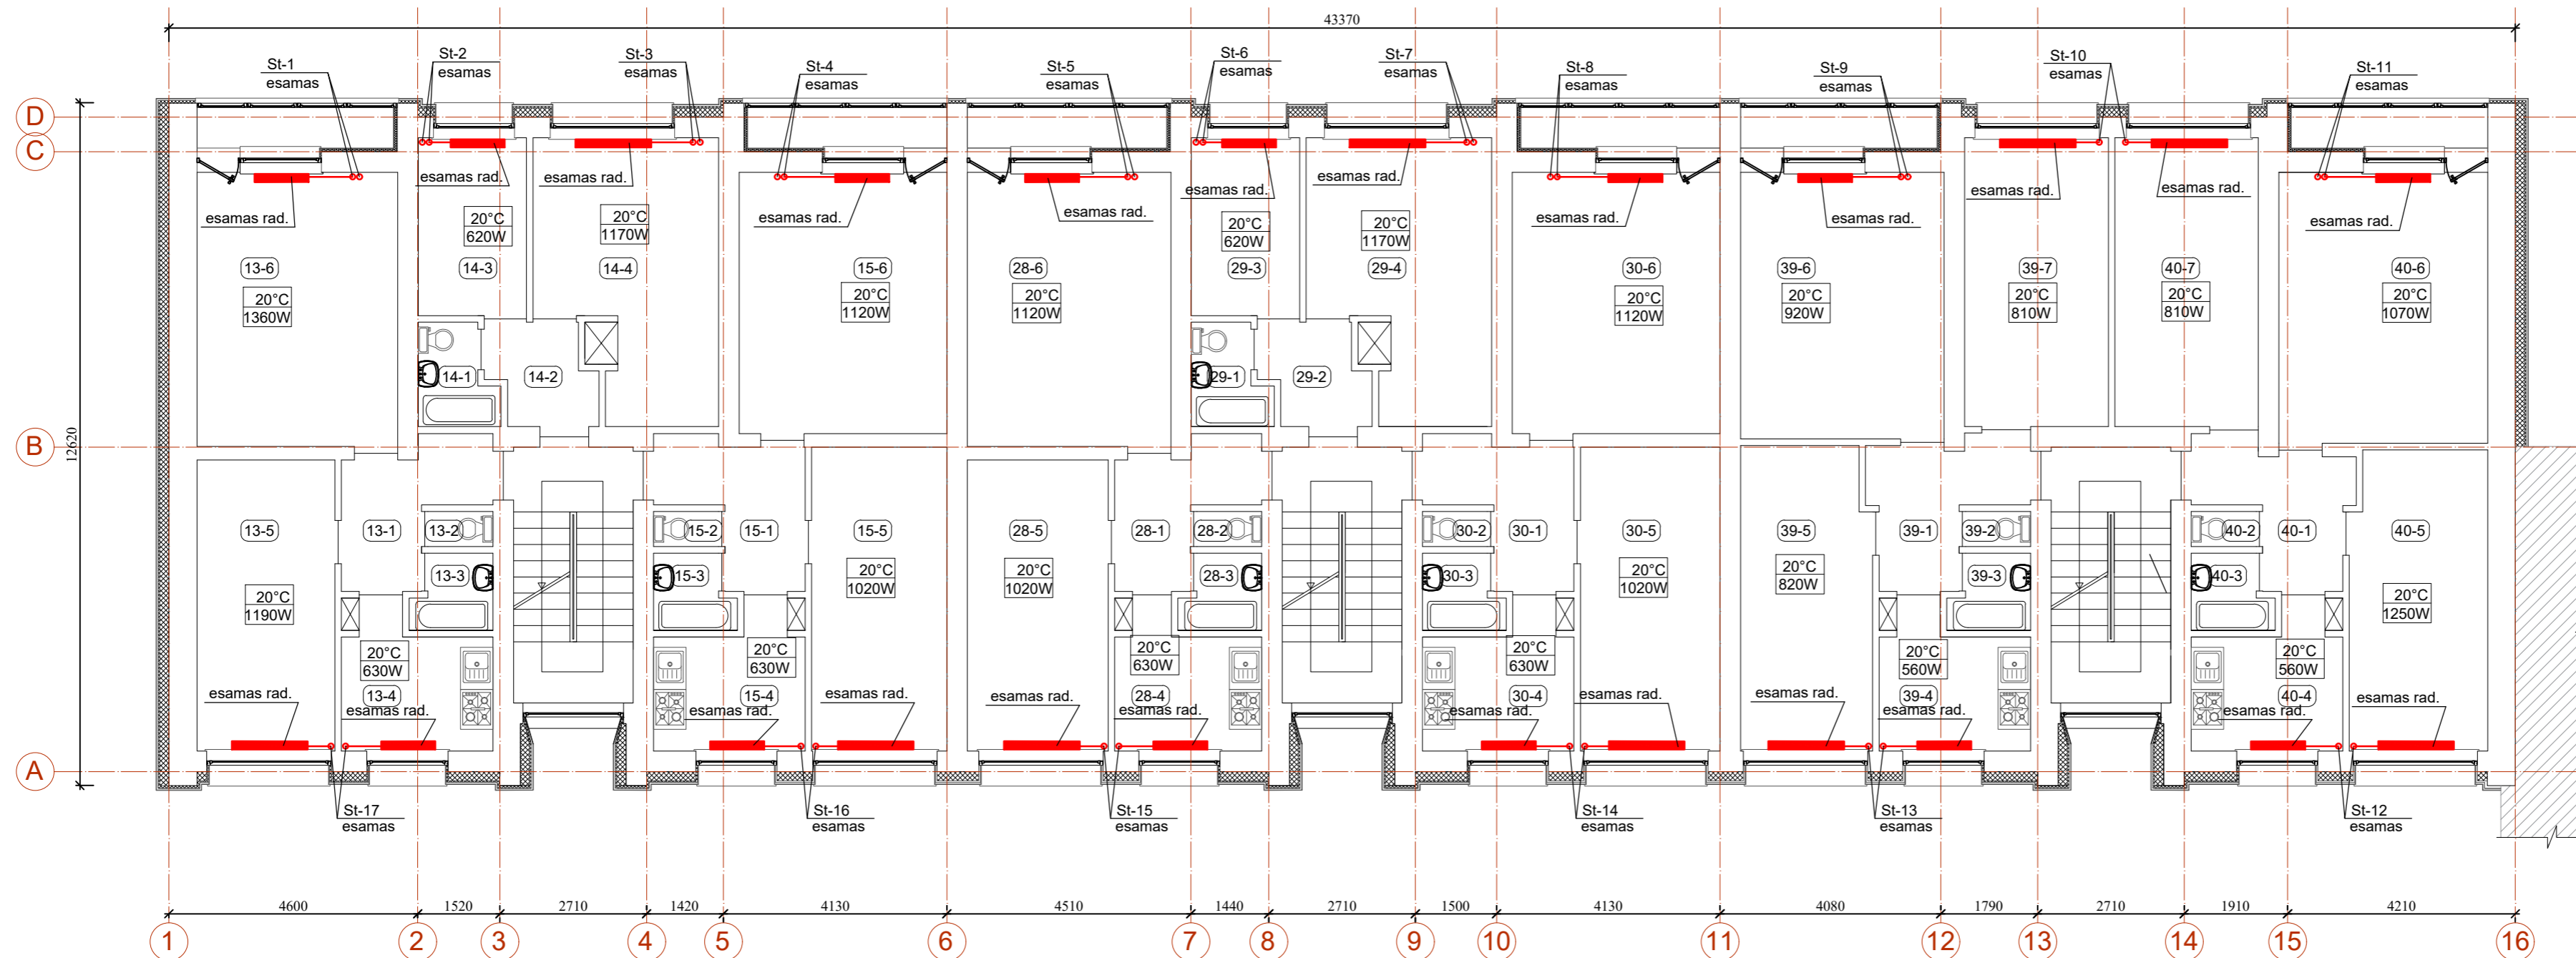 43370
St-1
esamas
St-2
esamas
St-3
esamas
St-4
esamas
St-5
esamas
St-6
esamas
St-7
esamas
St-8
esamas
St-9
esamas
St-10
esamas
St-11
esamas
D
C
B
A
12620
esamas rad.
esamas rad.
esamas rad.
esamas rad.
esamas rad.
esamas rad.
esamas rad.
esamas rad.
esamas rad.
esamas rad.
esamas rad.
esamas rad.
13-6
20°C
1360W
20°C
620W
14-3
20°C
1170W
14-4
15-6
20°C
1120W
28-6
20°C
1120W
20°C
620W
29-3
20°C
1170W
29-4
30-6
20°C
1120W
39-6
20°C
920W
39-7
20°C
810W
40-7
20°C
810W
40-6
20°C
1070W
14-1
14-2
29-1
29-2
13-5
13-1
13-2
15-2
15-1
15-5
28-5
28-1
28-2
30-2
30-1
30-5
39-5
39-1
39-2
40-2
40-1
40-5
13-3
15-3
28-3
30-3
39-3
40-3
20°C
1190W
20°C
630W
13-4
20°C
630W
15-4
20°C
1020W
20°C
1020W
20°C
630W
28-4
20°C
630W
30-4
20°C
1020W
20°C
820W
20°C
560W
39-4
20°C
560W
40-4
20°C
1250W
esamas rad.
esamas rad.
esamas rad.
esamas rad.
esamas rad.
esamas rad.
esamas rad.
esamas rad.
esamas rad.
esamas rad.
esamas rad.
esamas rad.
St-17
esamas
St-16
esamas
St-15
esamas
St-14
esamas
St-13
esamas
St-12
esamas
4600
1520
2710
1420
4130
4510
1440
2710
1500
4130
4080
1790
2710
1910
4210
1
2
3
4
5
6
7
8
9
10
11
12
13
14
15
16